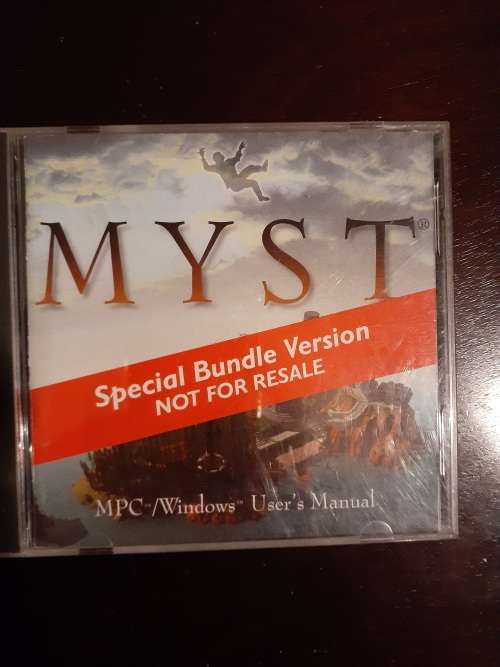 MYST®
Special Bundle Version
NOT FOR RESALE
MPC™/Windows™ User's Manual